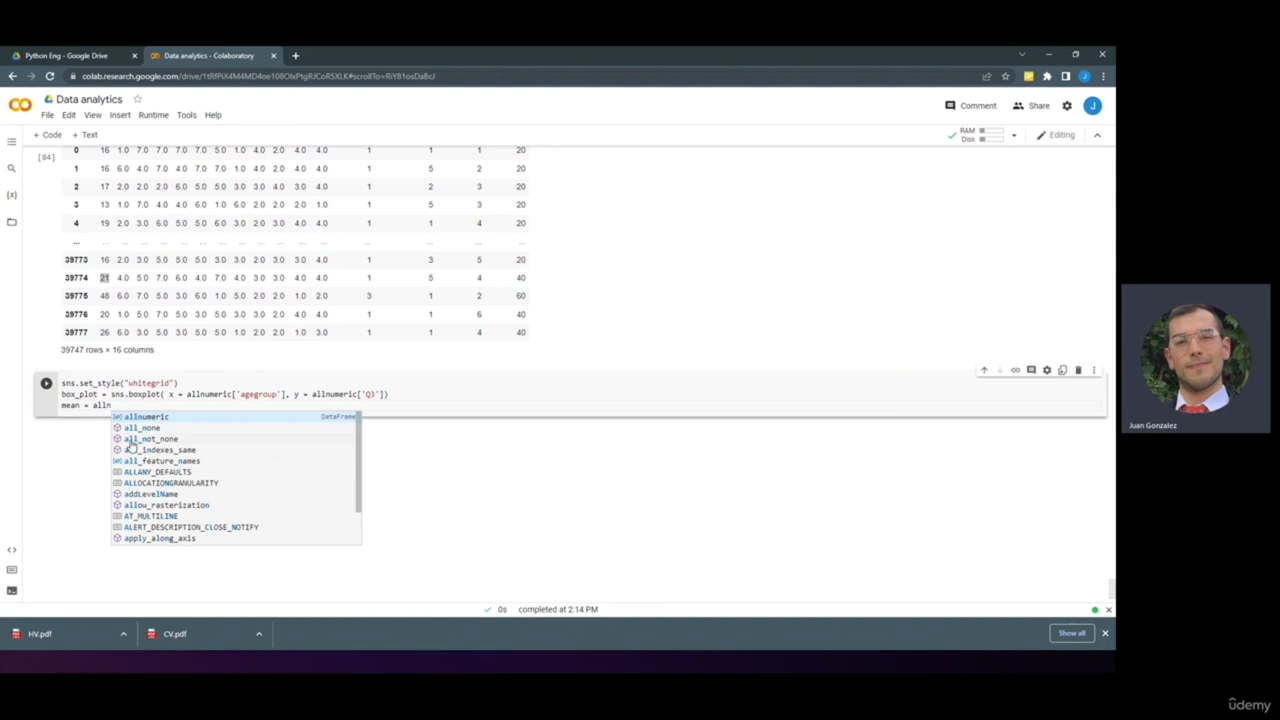 Python Eng - Google Drive
Data analytics - Colaboratory
Data analytics
Comment
Share
J
File Edit View Insert Runtime Tools Help
+ Code + Text
RAM
Disk
Editing
[84]
0 16 1.0 7.0 7.0 7.0 7.0 5.0 1.0 4.0 2.0 4.0 4.0 1 1 1 20
1 16 6.0 4.0 7.0 4.0 7.0 7.0 1.0 4.0 2.0 4.0 4.0 1 5 2 20
2 17 2.0 2.0 2.0 6.0 5.0 5.0 3.0 3.0 4.0 3.0 4.0 1 2 3 20
3 13 1.0 7.0 4.0 4.0 6.0 1.0 6.0 2.0 2.0 2.0 1.0 1 5 3 20
4 19 2.0 3.0 6.0 5.0 5.0 6.0 3.0 2.0 3.0 4.0 4.0 1 1 4 20
... ... ... ... ... ... ... ... ... ... ... ... ... ... ... ... ...
39773 16 2.0 3.0 5.0 5.0 5.0 3.0 3.0 2.0 3.0 3.0 4.0 1 3 5 20
39774 21 4.0 5.0 7.0 6.0 4.0 7.0 4.0 3.0 3.0 4.0 4.0 1 5 4 40
39775 48 6.0 7.0 5.0 3.0 6.0 1.0 5.0 2.0 2.0 1.0 2.0 3 1 2 60
39776 20 1.0 5.0 7.0 3.0 5.0 5.0 5.0 2.0 2.0 4.0 4.0 1 1 6 40
39777 26 6.0 3.0 5.0 3.0 5.0 5.0 1.0 2.0 2.0 1.0 3.0 1 1 4 40
39747 rows × 16 columns
sns.set_style("whitegrid")
box_plot = sns.boxplot( x = allnumeric['agegroup'], y = allnumeric['Q3'])
mean = alln
allnumeric DataFrame
all_none
all_not_none
all_indexes_same
all_feature_names
ALLANY_DEFAULTS
ALLOCATIONGRANULARITY
addLevelName
allow_rasterization
AT_MULTILINE
ALERT_DESCRIPTION_CLOSE_NOTIFY
apply_along_axis
Juan Gonzalez
0s completed at 2:14 PM
HV.pdf
CV.pdf
Show all
ûdemy